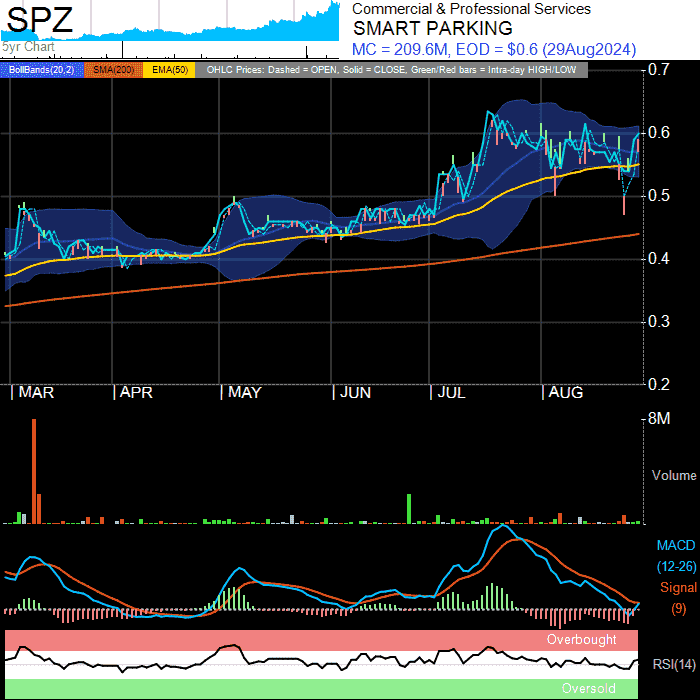 SPZ
5yr Chart
Commercial & Professional Services
SMART PARKING
MC = 209.6M, EOD = $0.6 (29Aug2024)
BollBands(20,2) SMA(200) EMA(50) OHLC Prices: Dashed = OPEN, Solid = CLOSE, Green/Red bars = Intra-day HIGH/LOW
0.7
0.6
0.5
0.4
0.3
0.2
MAR APR MAY JUN JUL AUG
8M
Volume
MACD
(12-26)
Signal
(9)
Overbought
RSI(14)
Oversold